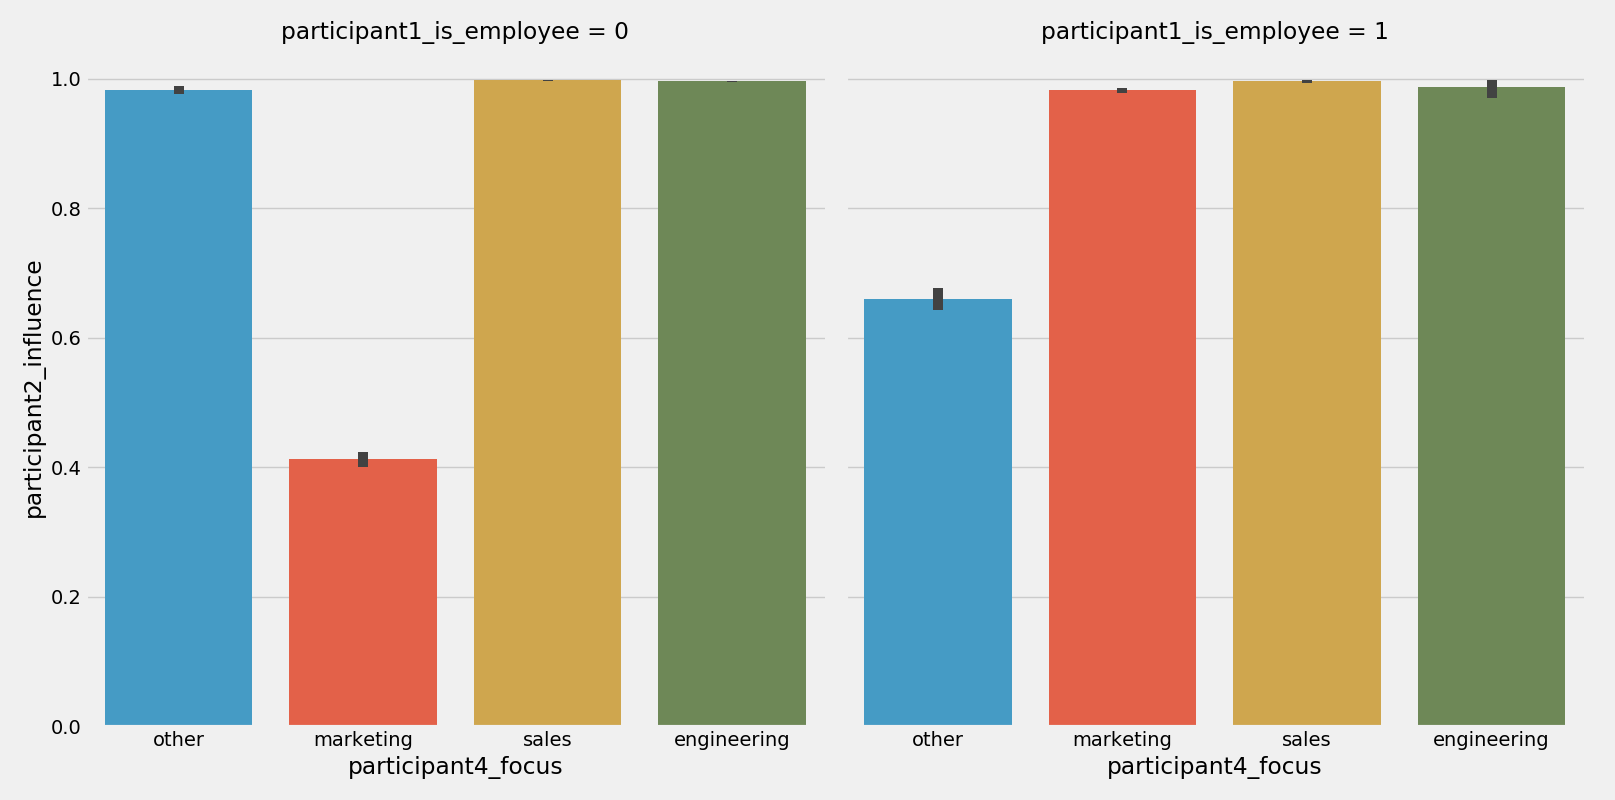 participant1_is_employee = 0
participant1_is_employee = 1
participant2_influence
1.0
0.8
0.6
0.4
0.2
0.0
other marketing sales engineering
other marketing sales engineering
participant4_focus
participant4_focus